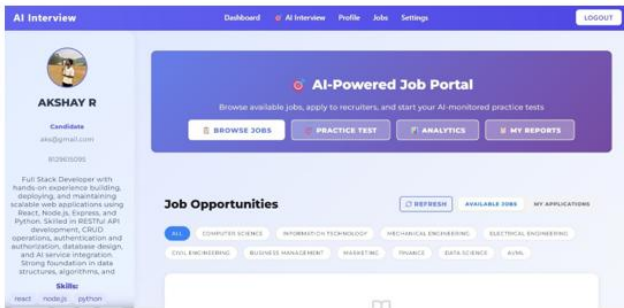 AI Interview
Dashboard AI Interview Profile Jobs Settings
LOGOUT
AKSHAY R
Candidate
aks@gmail.com
Full Stack Developer with
hands-on experience building,
deploying, and maintaining
scalable web applications using
React, Node.js, Express, and
Python. Skilled in RESTful API
development, CRUD
operations, authentication and
authorization, database design,
and AI service integration.
Strong foundation in data
structures, algorithms, and
Skills:
react node.js python
AI-Powered Job Portal
Browse available jobs, apply to recruiters, and start your AI-monitored practice tests
BROWSE JOBS PRACTICE TEST ANALYTICS MY REPORTS
Job Opportunities
REFRESH AVAILABLE JOBS MY APPLICATIONS
ALL COMPUTER SCIENCE INFORMATION TECHNOLOGY MECHANICAL ENGINEERING ELECTRICAL ENGINEERING
CIVIL ENGINEERING BUSINESS MANAGEMENT MARKETING FINANCE DATA SCIENCE AI/ML